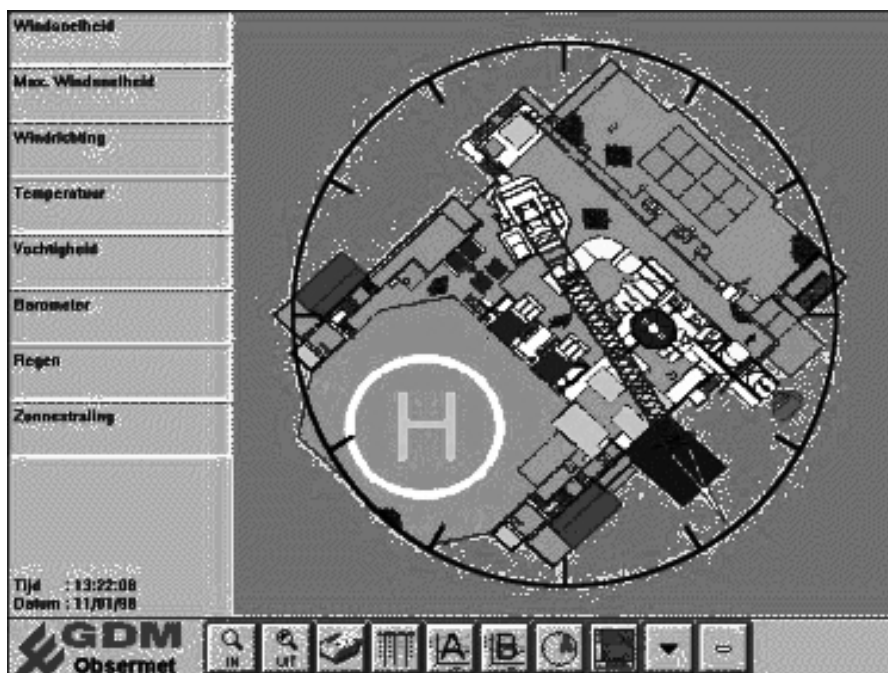 Windsnelheid
Max. Windsnelheid
Windrichting
Temperatuur
Vochtigheid
Barometer
Regen
Zonnestraling
H
Tijd : 13:22:08
Datum : 11/01/98
GDM
Obsermet
IN
UIT
A
B